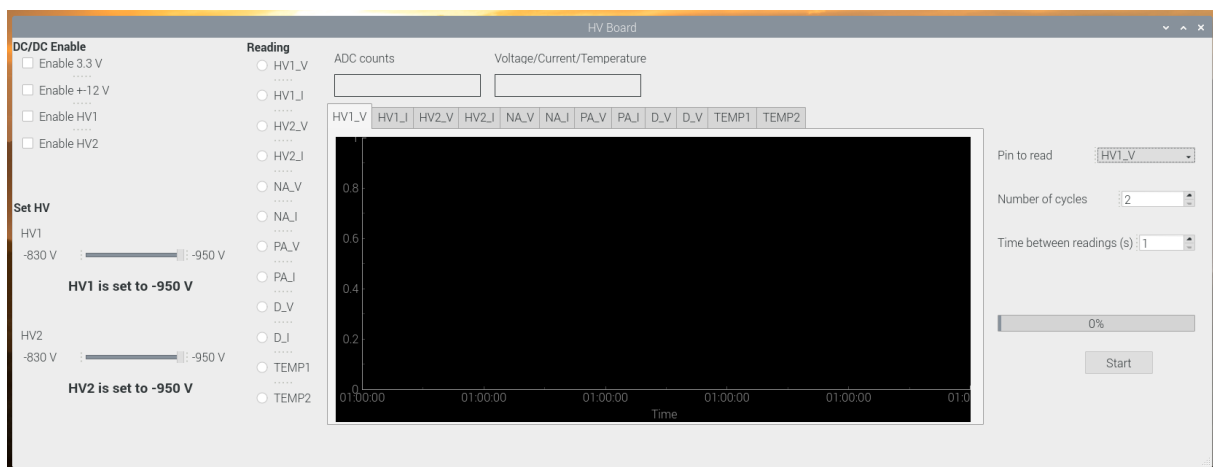 HV Board
DC/DC Enable
Enable 3.3 V
Enable +-12 V
Enable HV1
Enable HV2
Set HV
HV1
-830 V -950 V
HV1 is set to -950 V
HV2
-830 V -950 V
HV2 is set to -950 V
Reading
HV1_V
HV1_I
HV2_V
HV2_I
NA_V
NA_I
PA_V
PA_I
D_V
D_I
TEMP1
TEMP2
ADC counts Voltage/Current/Temperature
HV1_V HV1_I HV2_V HV2_I NA_V NA_I PA_V PA_I D_V D_V TEMP1 TEMP2
1
0.8
0.6
0.4
0.2
0
01:00:00 01:00:00 01:00:00 01:00:00 01:00:00 01:0
Time
Pin to read HV1_V
Number of cycles 2
Time between readings (s) 1
0%
Start